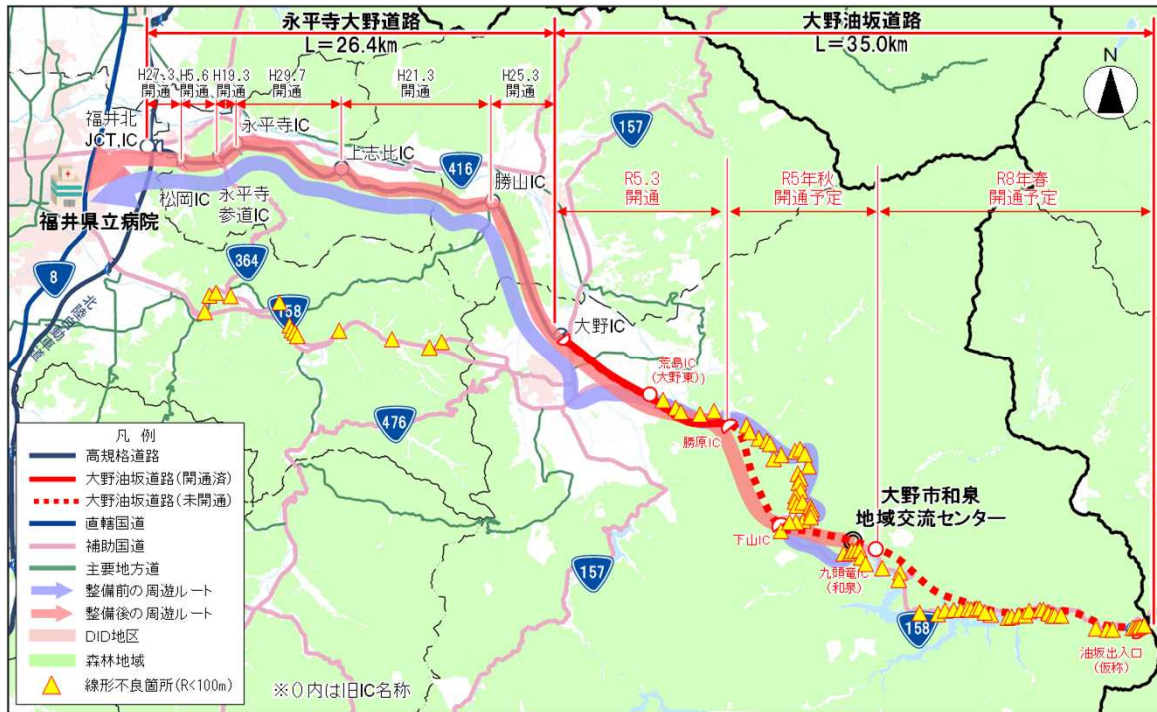 永平寺大野道路
L=26.4km
大野油坂道路
L=35.0km
H27.3
開通
H5.6
開通
H19.3
開通
H29.7
開通
H21.3
開通
H25.3
開通
N
157
福井北
JCT,IC
永平寺IC
上志比IC
416
勝山IC
R5.3
開通
R5年秋
開通予定
R8年春
開通予定
松岡IC
永平寺
参道IC
福井県立病院
8
364
158
北陸自動車道
大野IC
荒島IC
(大野東)
476
勝原IC
大野市和泉
地域交流センター
下山IC
九頭竜IC
(和泉)
157
158
油坂出入口
(仮称)
凡 例
高規格道路
大野油坂道路(開通済)
大野油坂道路(未開通)
直轄国道
補助国道
主要地方道
整備前の周遊ルート
整備後の周遊ルート
DID地区
森林地域
線形不良箇所(R<100m)
※()内は旧IC名称